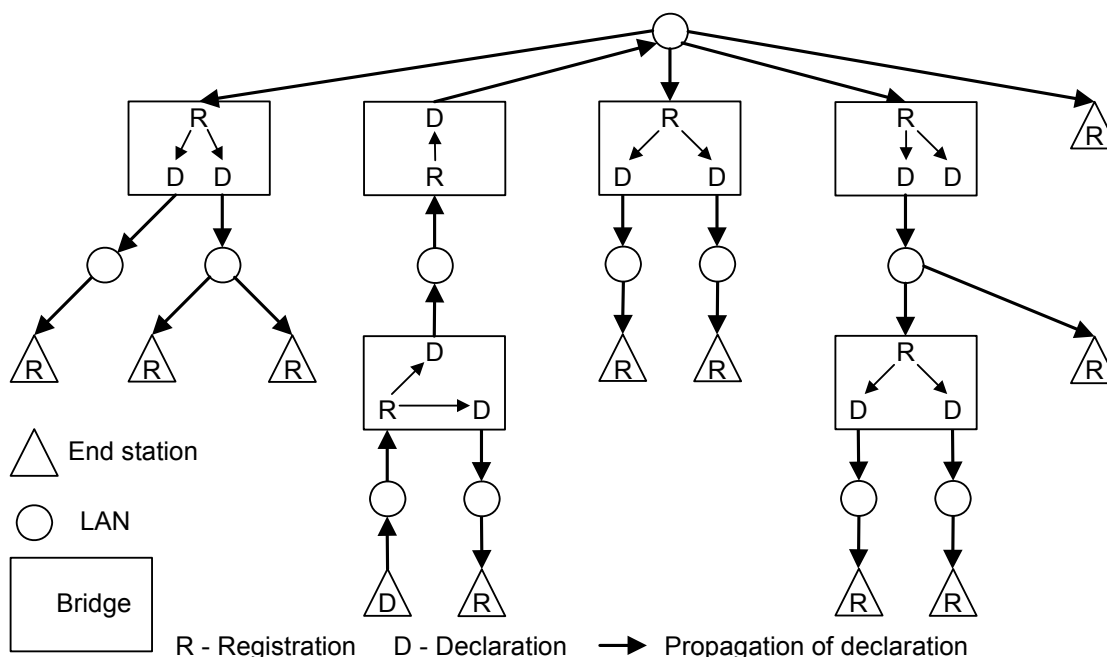 R D R R
R
D D R D D D D
R R R R R D R R
R D D D
End station
LAN
Bridge
D R R R
R - Registration D - Declaration Propagation of declaration